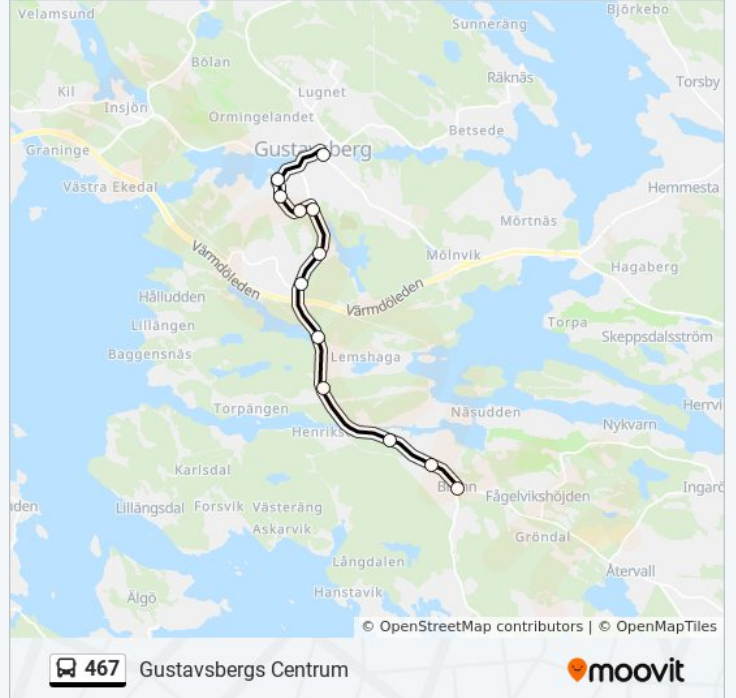 Velamsund
Sunneräng
Björkebo
Bölan
Räknäs
Torsby
Kil
Lugnet
Insjön
Ormingelandet
Betsede
Graninge
Västra Ekedal
Hemmesta
Mörtnäs
Värmdöleden
Mölnvik
Hagaberg
Hålludden
Värmdöleden
Lillängen
Torpa
Skeppsdalsström
Baggensnäs
Lemshaga
Torpängen
Näsudden
Herrvi
Nykvarn
Karlsdal
Ingarö
Fågelvikshöjden
Lillängsdal
Forsvik
Västeräng
Askarvik
Gröndal
Långdalen
Återvall
Älgö
Hanstavik
© OpenStreetMap contributors | © OpenMapTiles
467 Gustavsbergs Centrum
moovit